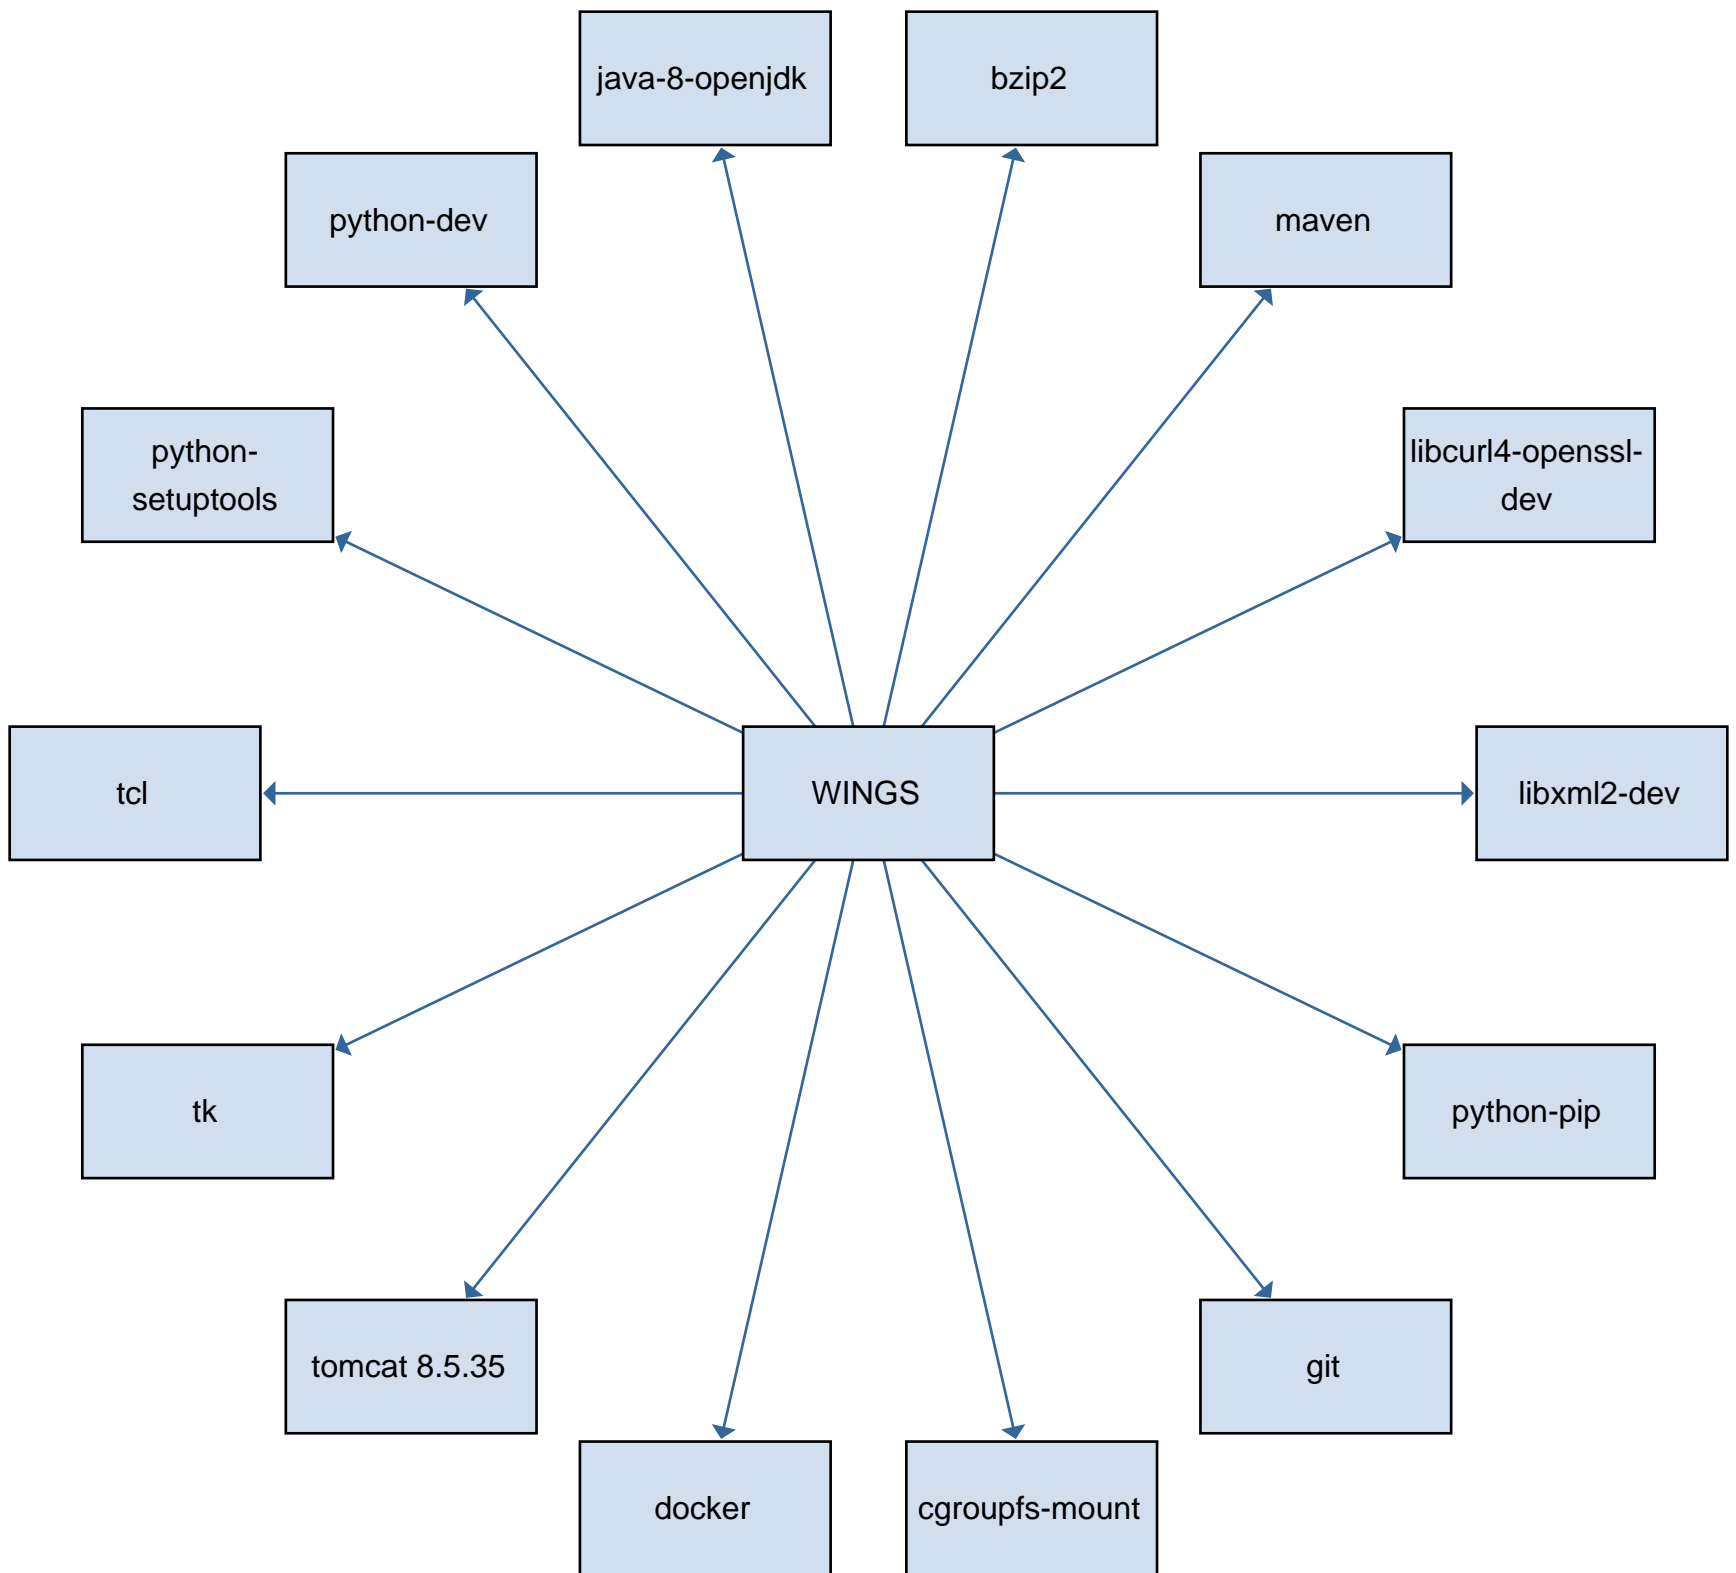 java-8-openjdk
bzip2
python-dev
maven
python-
setuptools
libcurl4-openssl-
dev
tcl
WINGS
libxml2-dev
tk
python-pip
tomcat 8.5.35
git
docker
cgroupfs-mount